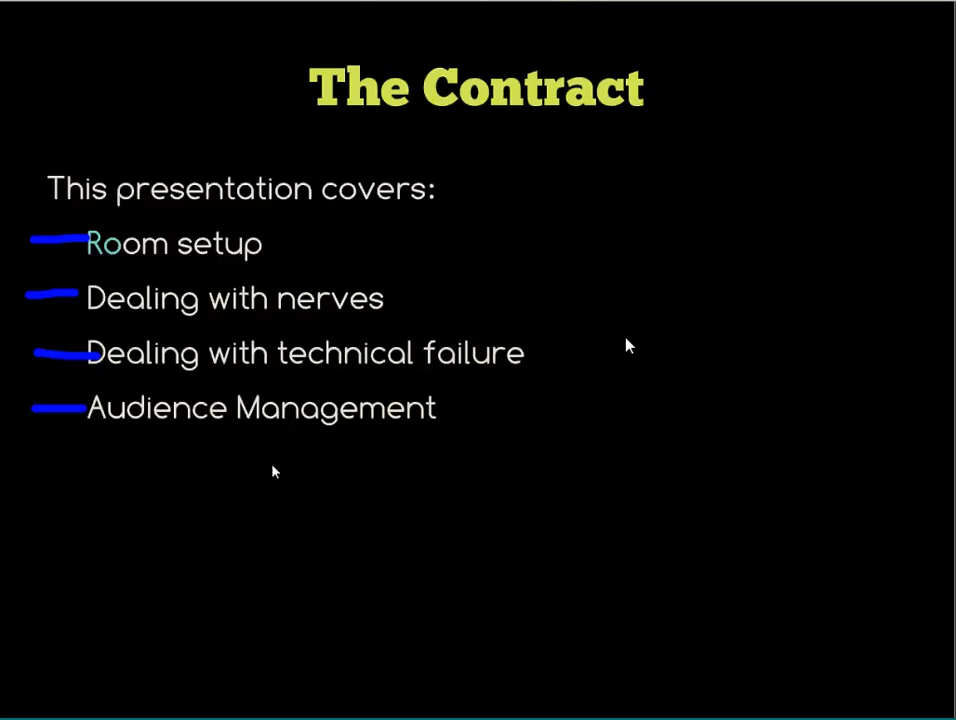 The Contract
This presentation covers:
Room setup
Dealing with nerves
Dealing with technical failure
Audience Management